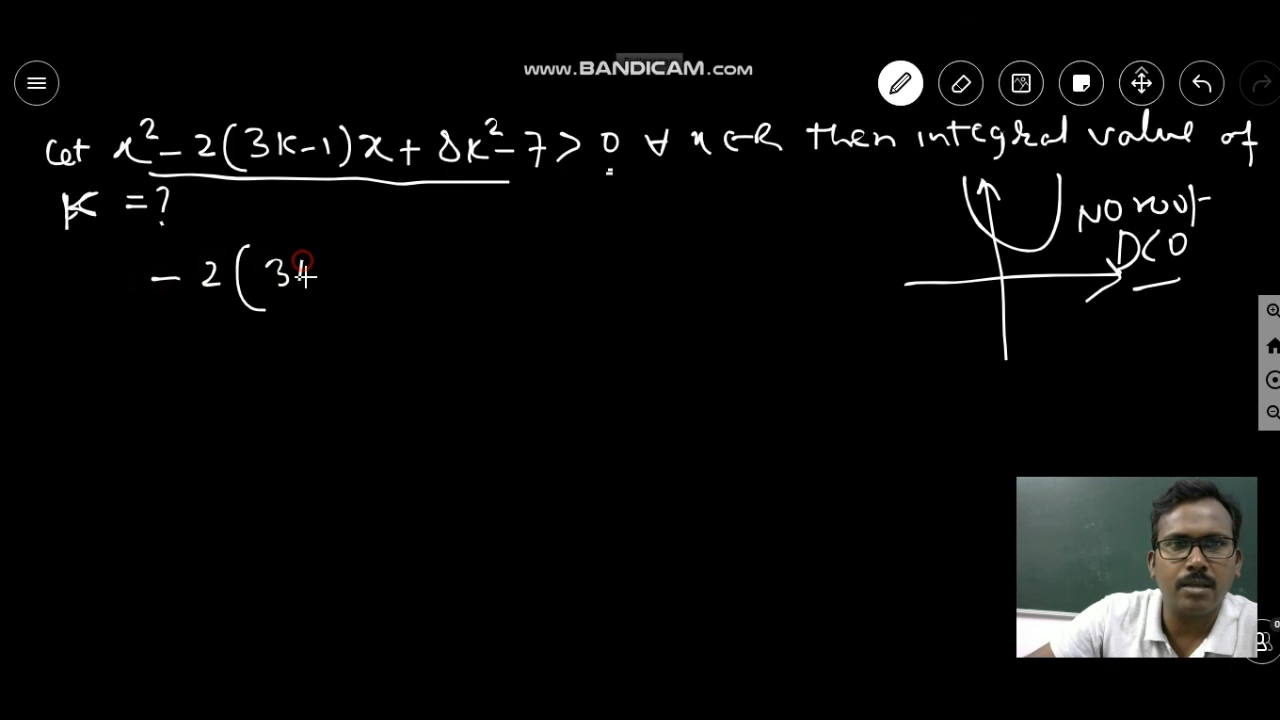 www.BANDICAM.com
Let x² - 2(3K-1)x + 8K² - 7 > 0 ∀ x ∈ R then integral value of
K = ?
No root
D<0
- 2(3